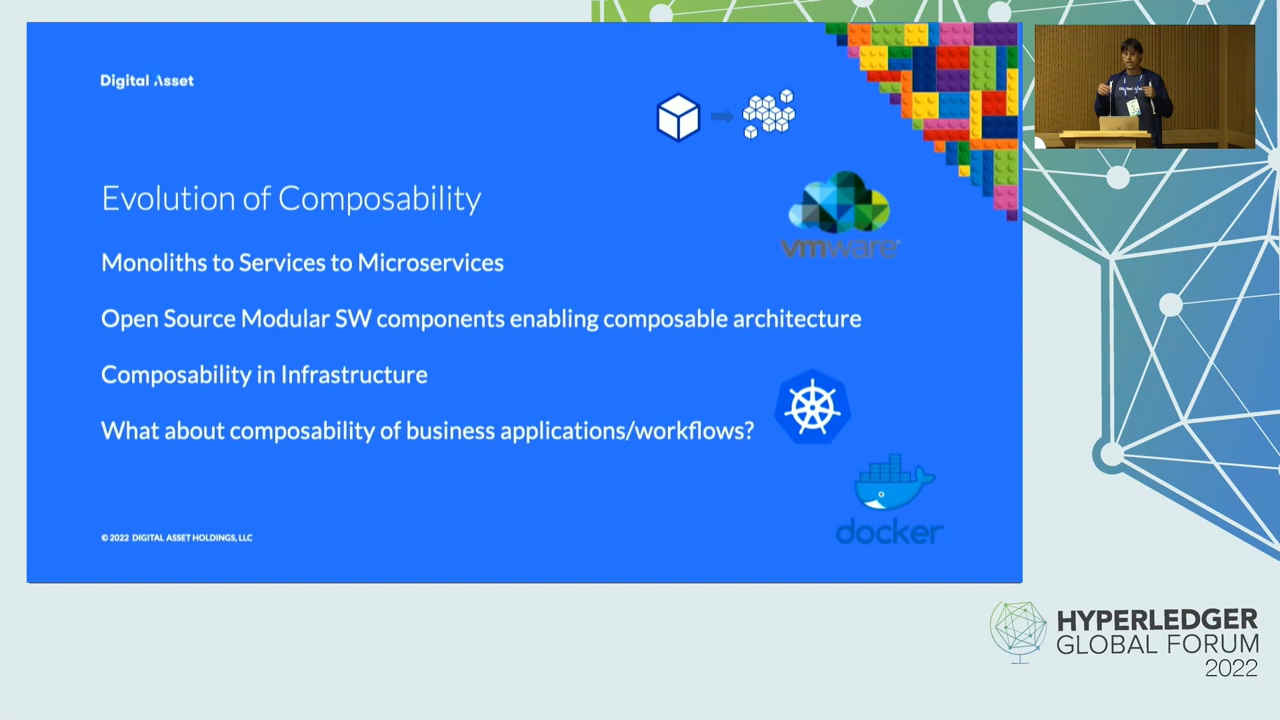 Digital Asset
Evolution of Composability
vmware
Monoliths to Services to Microservices
Open Source Modular SW components enabling composable architecture
Composability in Infrastructure
What about composability of business applications/workflows?
docker
© 2022 DIGITAL ASSET HOLDINGS, LLC
HYPERLEDGER
GLOBAL FORUM
2022